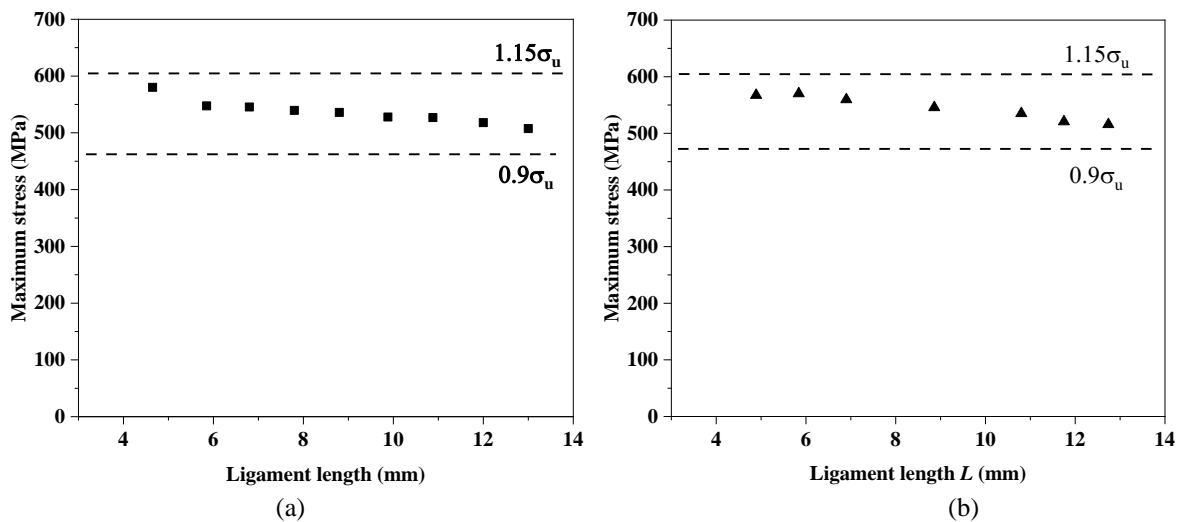 700
600
500
400
300
200
100
0
Maximum stress (MPa)
1.15σu
0.9σu
4 6 8 10 12 14
Ligament length (mm)
(a)
700
600
500
400
300
200
100
0
Maximum stress (MPa)
1.15σu
0.9σu
4 6 8 10 12 14
Ligament length L (mm)
(b)